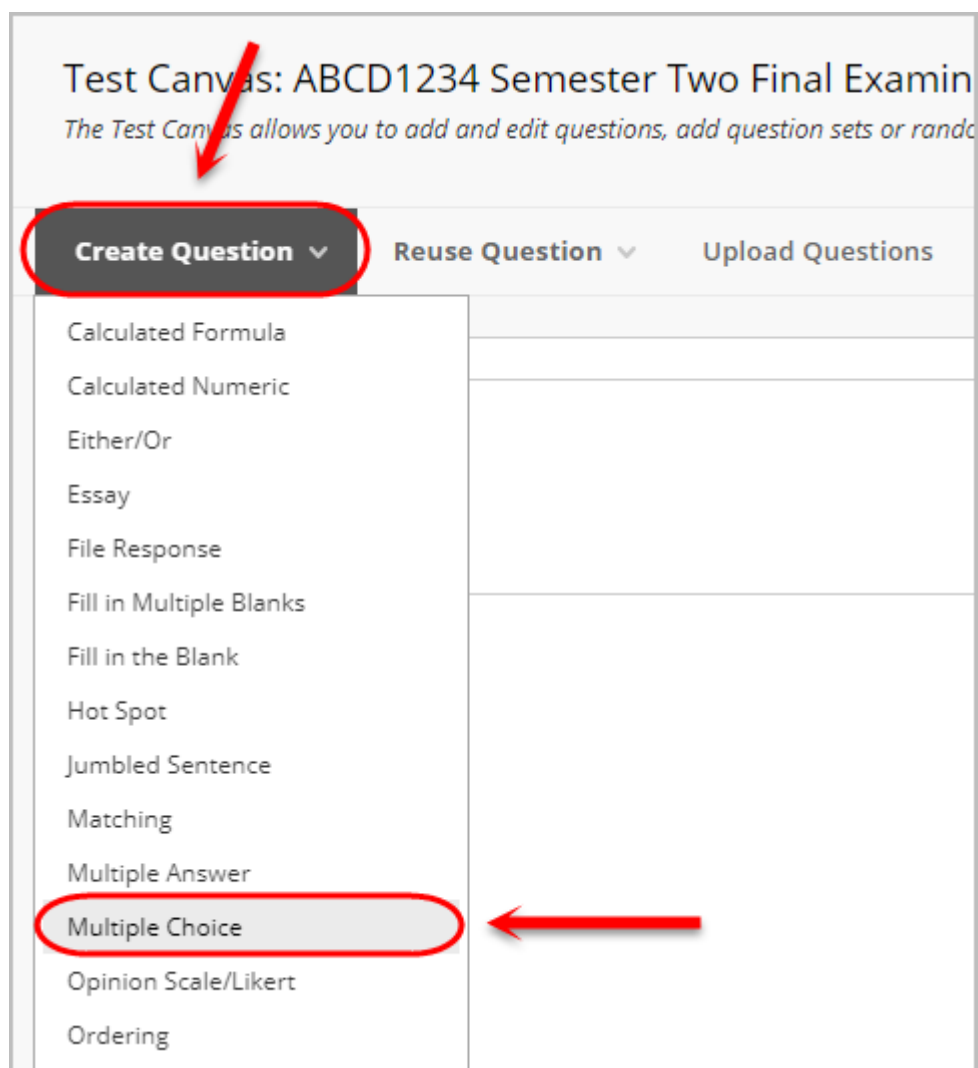 Test Canvas: ABCD1234 Semester Two Final Examin
The Test Canvas allows you to add and edit questions, add question sets or rando
Create Question Reuse Question Upload Questions
Calculated Formula
Calculated Numeric
Either/Or
Essay
File Response
Fill in Multiple Blanks
Fill in the Blank
Hot Spot
Jumbled Sentence
Matching
Multiple Answer
Multiple Choice
Opinion Scale/Likert
Ordering